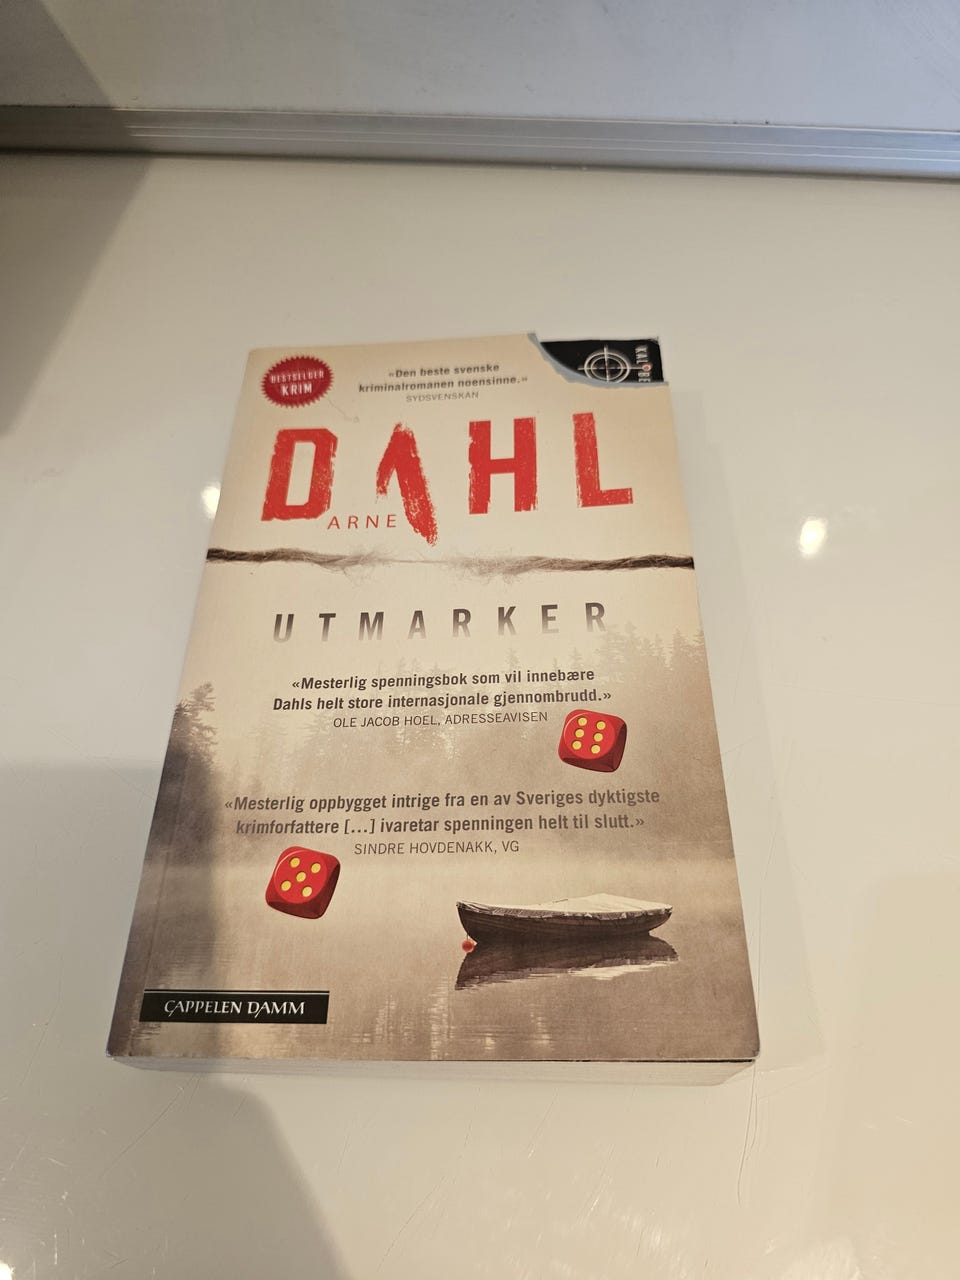 BESTSELGER
KRIM
«Den beste svenske
kriminalromanen noensinne.»
SYDSVENSKAN
KALIBER
DAHL
ARNE
UTMARKER
«Mesterlig spenningsbok som vil innebære
Dahls helt store internasjonale gjennombrudd.»
OLE JACOB HOEL, ADRESSEAVISEN
«Mesterlig oppbygget intrige fra en av Sveriges dyktigste
krimforfattere [...] ivaretar spenningen helt til slutt.»
SINDRE HOVDENAKK, VG
CAPPELEN DAMM